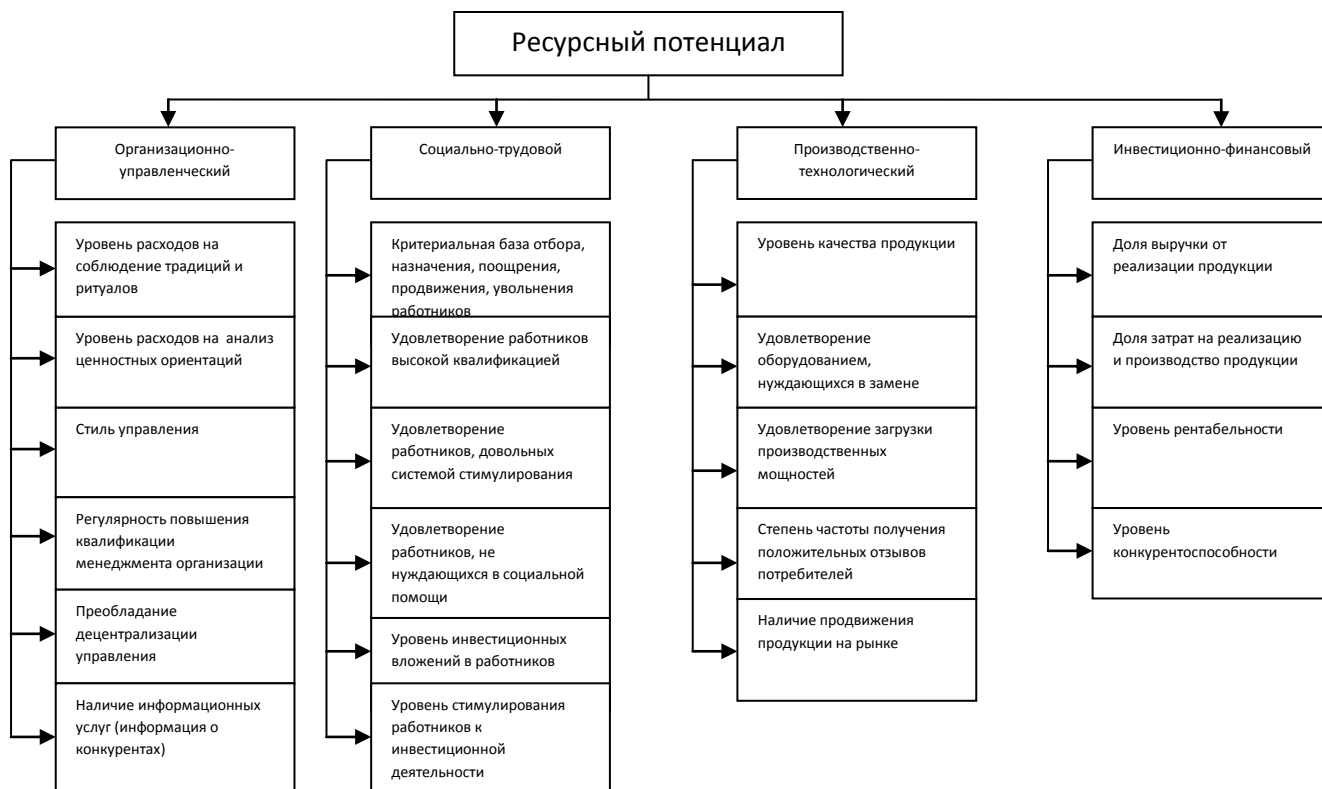 Ресурсный потенциал
Организационно-
управленческий
Социально-трудовой
Производственно-
технологический
Инвестиционно-финансовый
Уровень расходов на
соблюдение традиций и
ритуалов
Уровень расходов на анализ
ценностных ориентаций
Стиль управления
Регулярность повышения
квалификации
менеджмента организации
Преобладание
децентрализации
управления
Наличие информационных
услуг (информация о
конкурентах)
Критериальная база отбора,
назначения, поощрения,
продвижения, увольнения
работников
Удовлетворение работников
высокой квалификацией
Удовлетворение
работников, довольных
системой стимулирования
Удовлетворение
работников, не
нуждающихся в социальной
помощи
Уровень инвестиционных
вложений в работников
Уровень стимулирования
работников к
инвестиционной
деятельности
Уровень качества продукции
Удовлетворение
оборудованием,
нуждающихся в замене
Удовлетворение загрузки
производственных
мощностей
Степень частоты получения
положительных отзывов
потребителей
Наличие продвижения
продукции на рынке
Доля выручки от
реализации продукции
Доля затрат на реализацию
и производство продукции
Уровень рентабельности
Уровень
конкурентоспособности